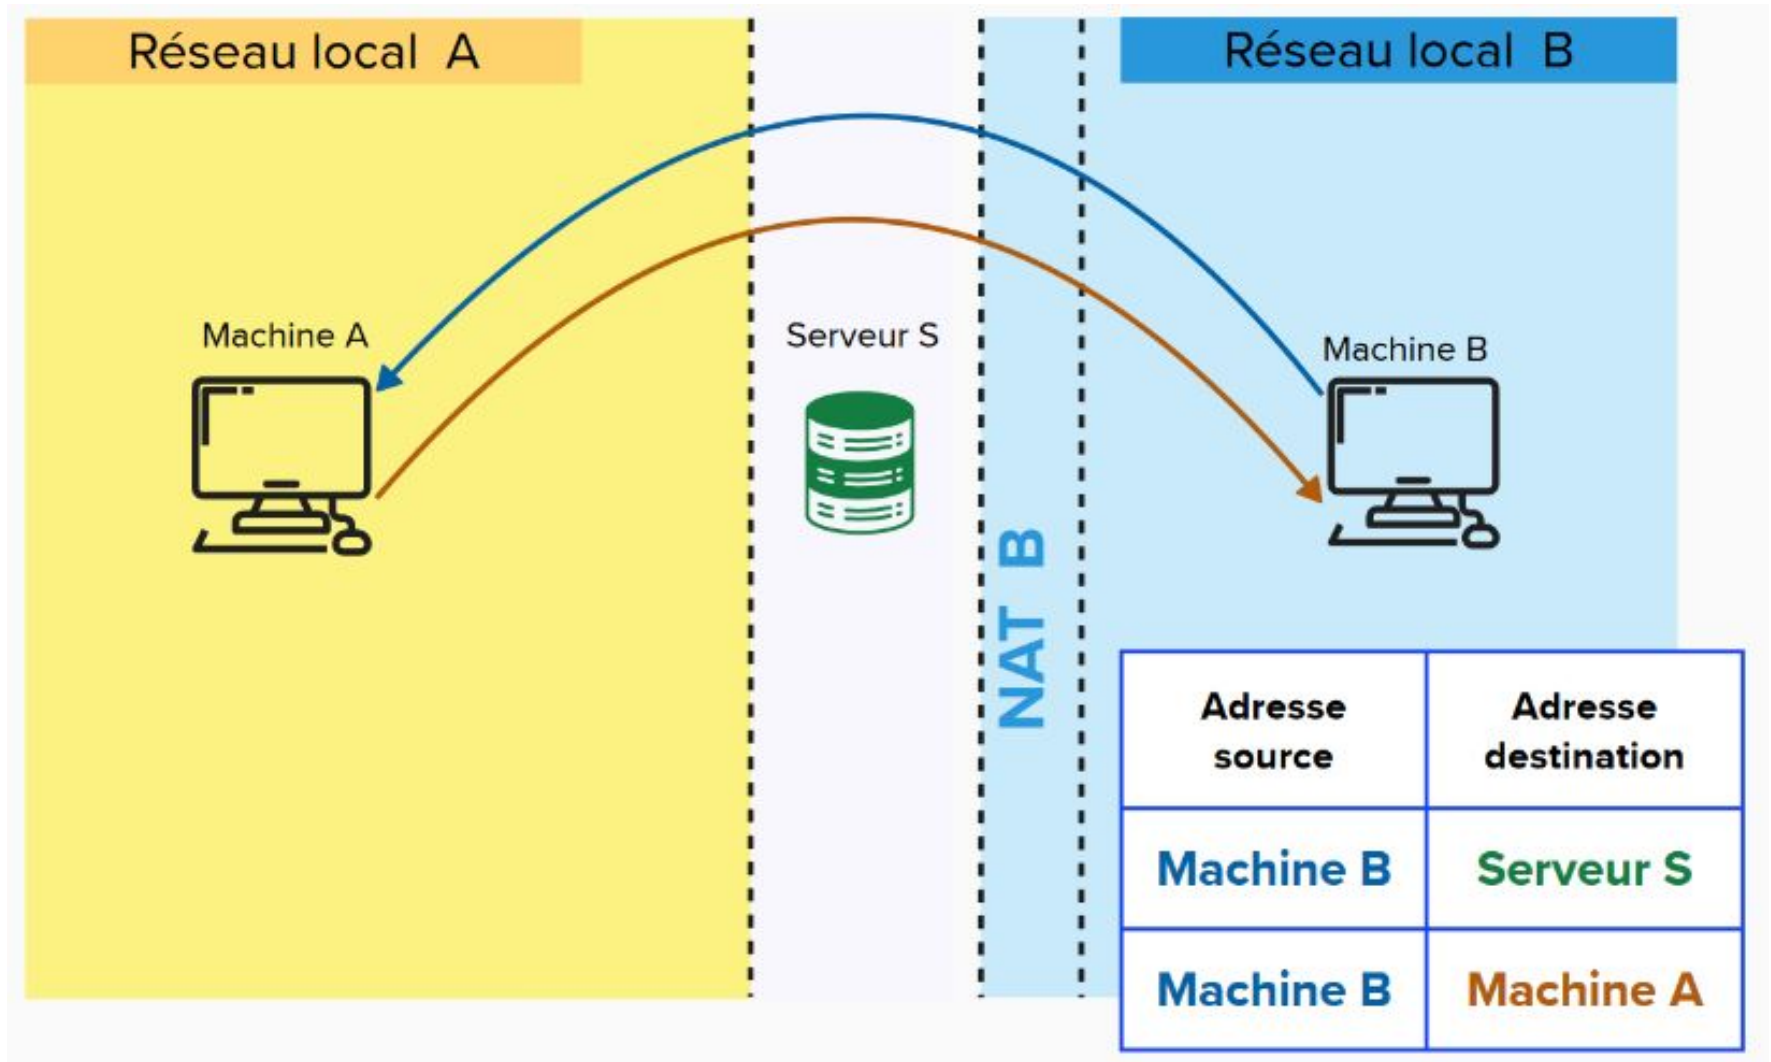 Réseau local A
Réseau local B
Machine A
Serveur S
Machine B
NAT B
Adresse
source
Adresse
destination
Machine B
Serveur S
Machine B
Machine A